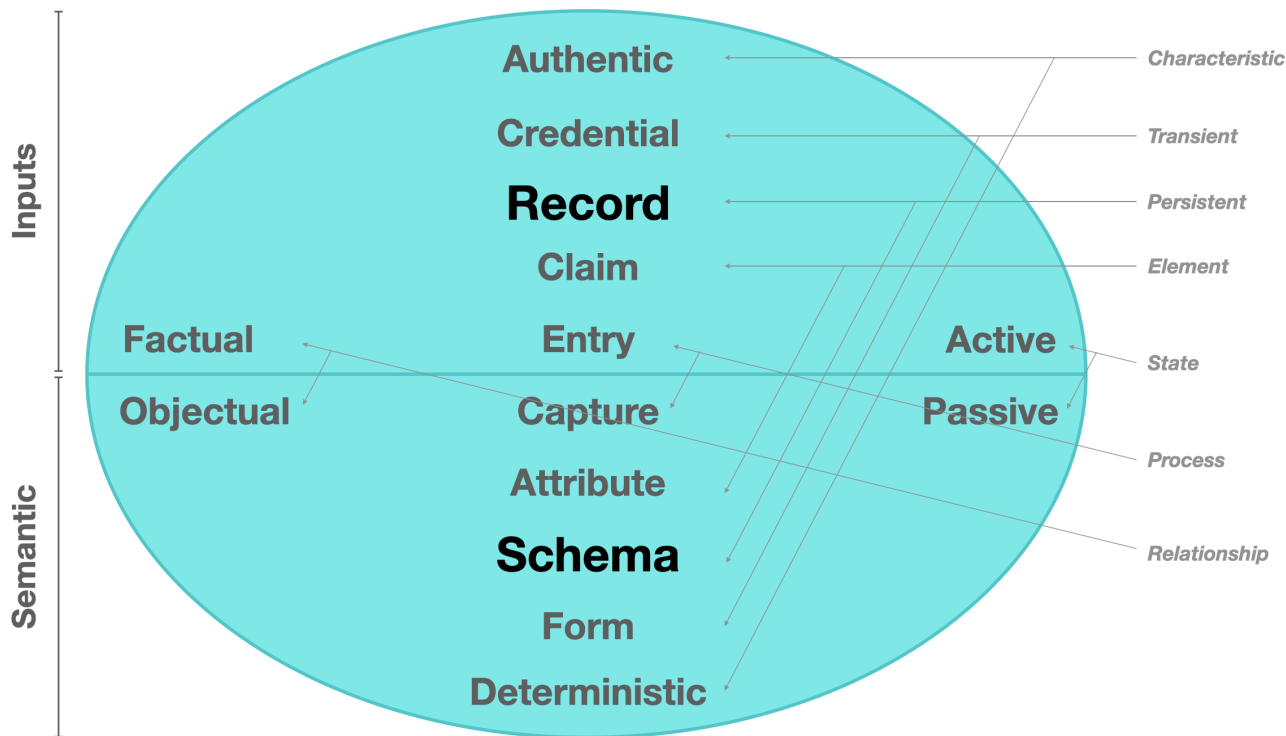 Authentic
Characteristic
Credential
Transient
Inputs
Record
Persistent
Claim
Element
Factual
Entry
Active
State
Objectual
Capture
Passive
Process
Attribute
Semantic
Schema
Relationship
Form
Deterministic